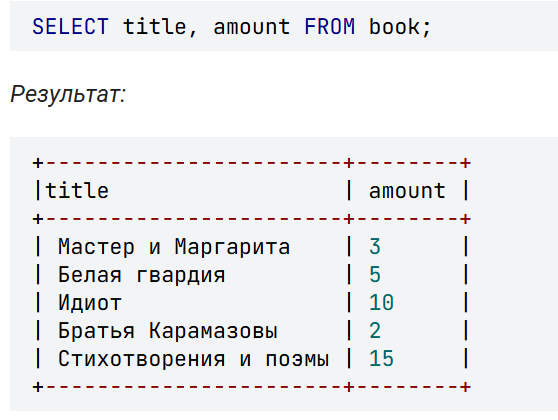 SELECT title, amount FROM book;
Результат:
+-----------------------+--------+
|title                  | amount |
+-----------------------+--------+
| Мастер и Маргарита    | 3      |
| Белая гвардия         | 5      |
| Идиот                 | 10     |
| Братья Карамазовы     | 2      |
| Стихотворения и поэмы | 15     |
+-----------------------+--------+